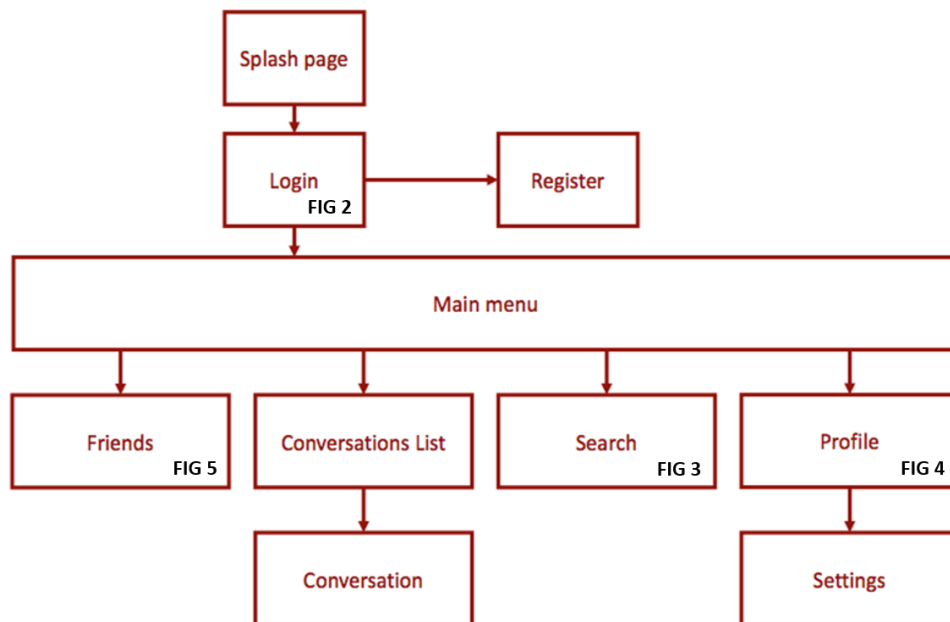 Splash page
Login
FIG 2
Register
Main menu
Friends
FIG 5
Conversations List
Search
FIG 3
Profile
FIG 4
Conversation
Settings